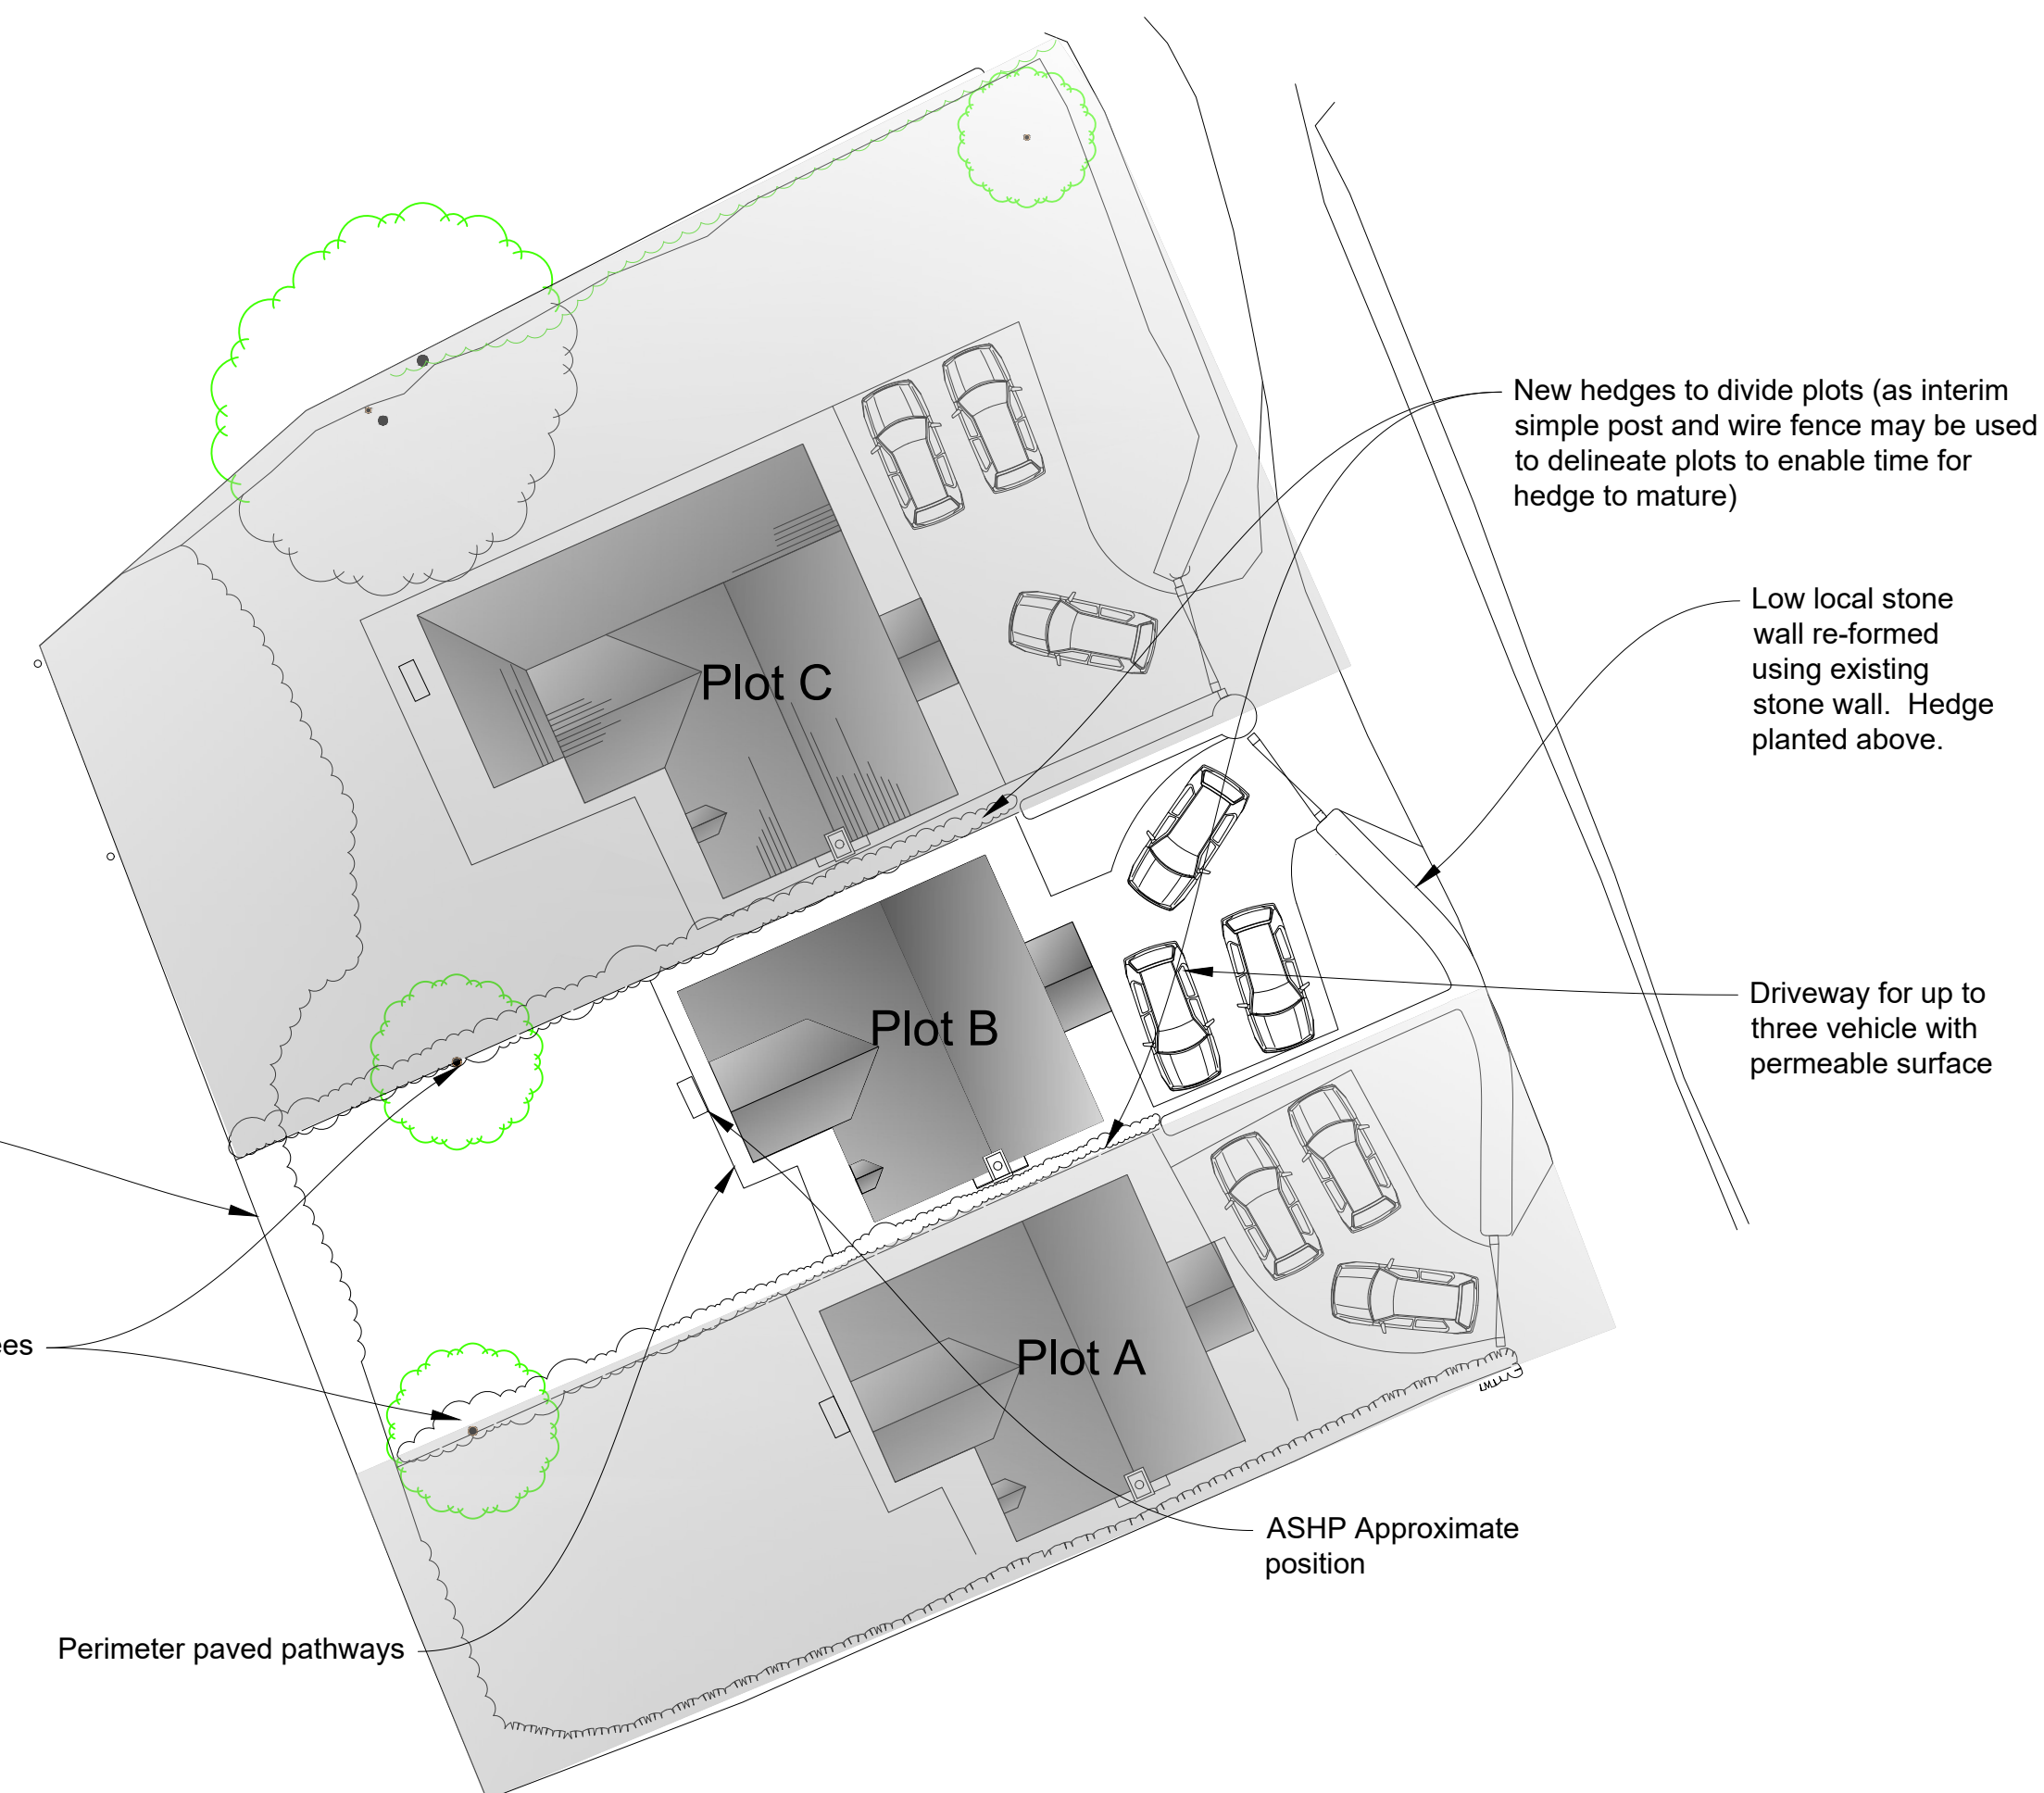 New hedges to divide plots (as interim
simple post and wire fence may be used
to delineate plots to enable time for
hedge to mature)
Low local stone
wall re-formed
using existing
stone wall. Hedge
planted above.
Plot C
Driveway for up to
three vehicle with
permeable surface
Plot B
Plot A
ASHP Approximate
position
Perimeter paved pathways